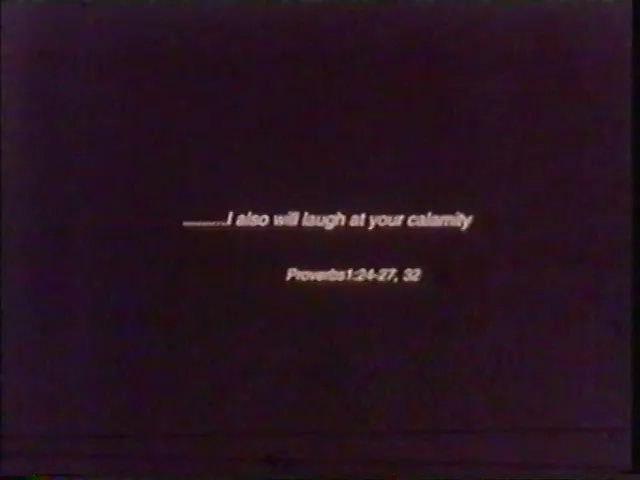 .........I also will laugh at your calamity
Proverbs1:24-27, 32